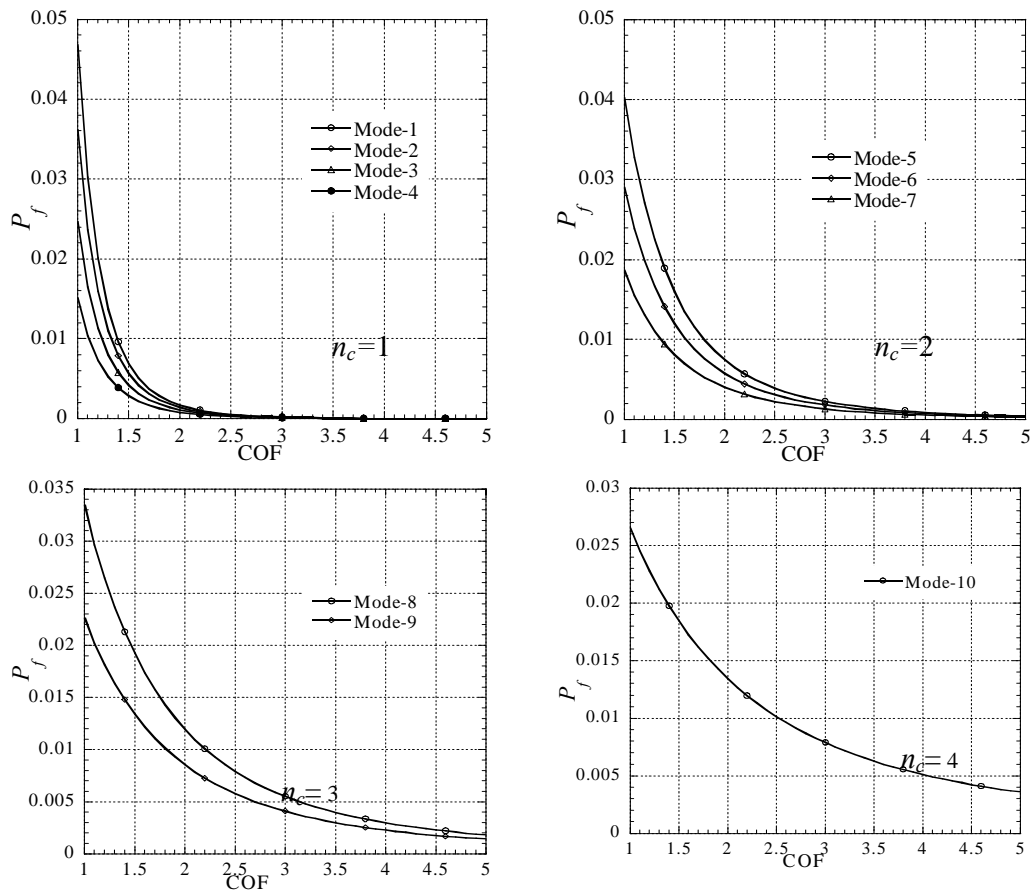 0.05
0.04
0.03
0.02
0.01
0
P_f
Mode-1
Mode-2
Mode-3
Mode-4
n_c=1
1 1.5 2 2.5 3 3.5 4 4.5 5
COF
0.05
0.04
0.03
0.02
0.01
0
P_f
Mode-5
Mode-6
Mode-7
n_c=2
1 1.5 2 2.5 3 3.5 4 4.5 5
COF
0.035
0.03
0.025
0.02
0.015
0.01
0.005
0
P_f
Mode-8
Mode-9
n_c=3
1 1.5 2 2.5 3 3.5 4 4.5 5
COF
0.03
0.025
0.02
0.015
0.01
0.005
0
P_f
Mode-10
n_c=4
1 1.5 2 2.5 3 3.5 4 4.5 5
COF